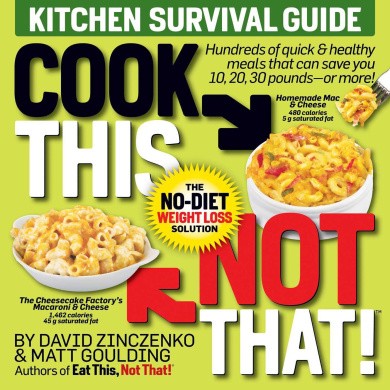 KITCHEN SURVIVAL GUIDE
COOK
THIS
Hundreds of quick & healthy
meals that can save you
10, 20, 30 pounds—or more!
Homemade Mac
& Cheese
480 calories
5 g saturated fat
THE
NO-DIET
WEIGHT LOSS
SOLUTION
NOT
THAT!™
The Cheesecake Factory's
Macaroni & Cheese
1,462 calories
45 g saturated fat
BY DAVID ZINCZENKO
& MATT GOULDING
Authors of Eat This, Not That!®